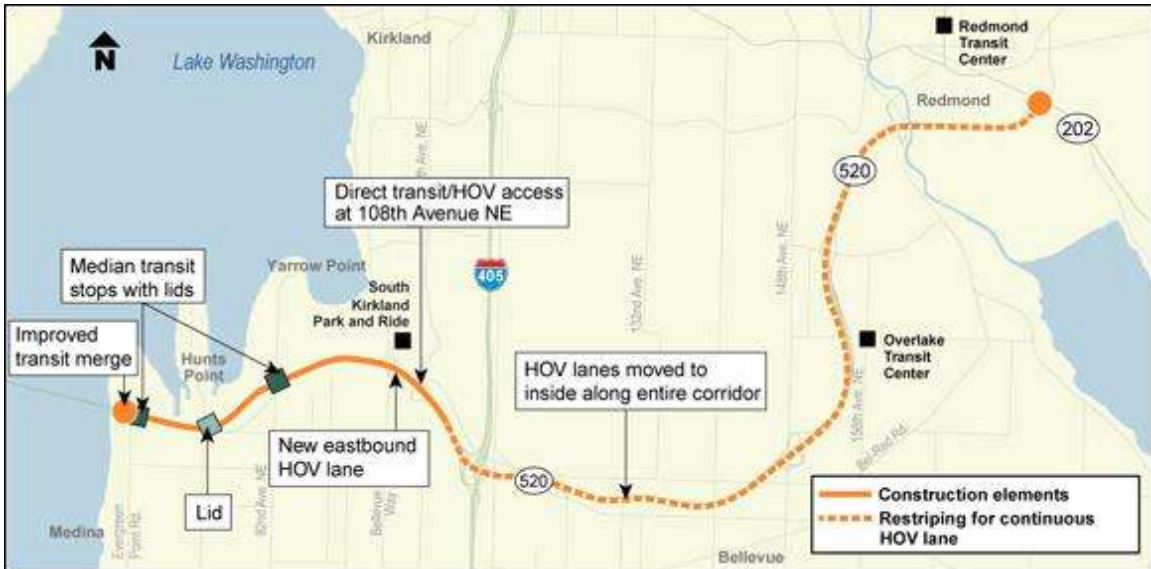 N
Lake Washington
Kirkland
Redmond
Transit
Center
Redmond
202
520
Direct transit/HOV access
at 108th Avenue NE
Median transit
stops with lids
Yarrow Point
405
South
Kirkland
Park and Ride
132nd Ave. NE
148th Ave. NE
Improved
transit merge
Hunts
Point
Overlake
Transit
Center
HOV lanes moved to
inside along entire corridor
156th Ave. NE
Bel-Red Rd.
New eastbound
HOV lane
520
Lid
92nd Ave. NE
Bellevue
Way
Medina
Evergreen
Point Rd.
Bellevue
Construction elements
Restriping for continuous
HOV lane